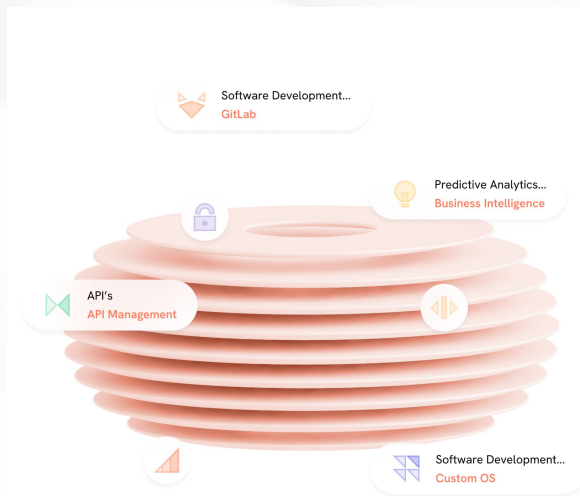 Software Development...
GitLab
Predictive Analytics...
Business Intelligence
API's
API Management
Software Development...
Custom OS